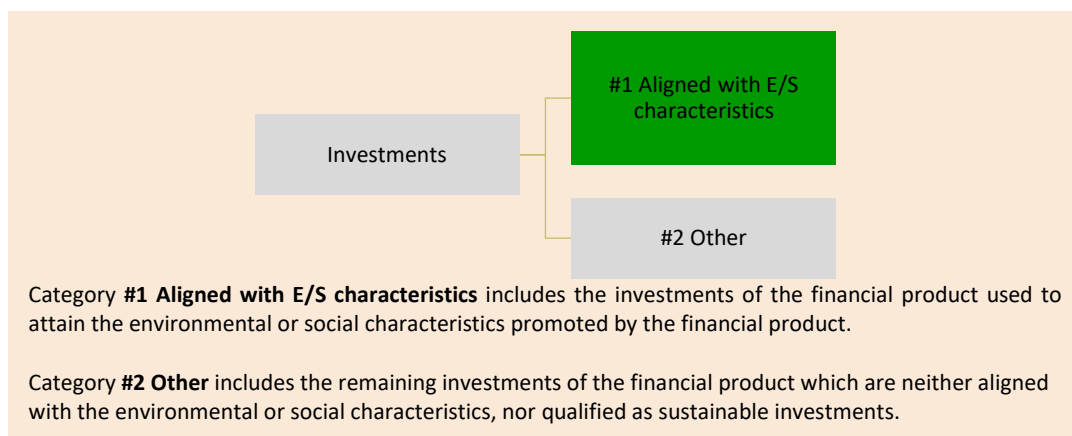 #1 Aligned with E/S
characteristics
Investments
#2 Other
Category #1 Aligned with E/S characteristics includes the investments of the financial product used to
attain the environmental or social characteristics promoted by the financial product.
Category #2 Other includes the remaining investments of the financial product which are neither aligned
with the environmental or social characteristics, nor qualified as sustainable investments.